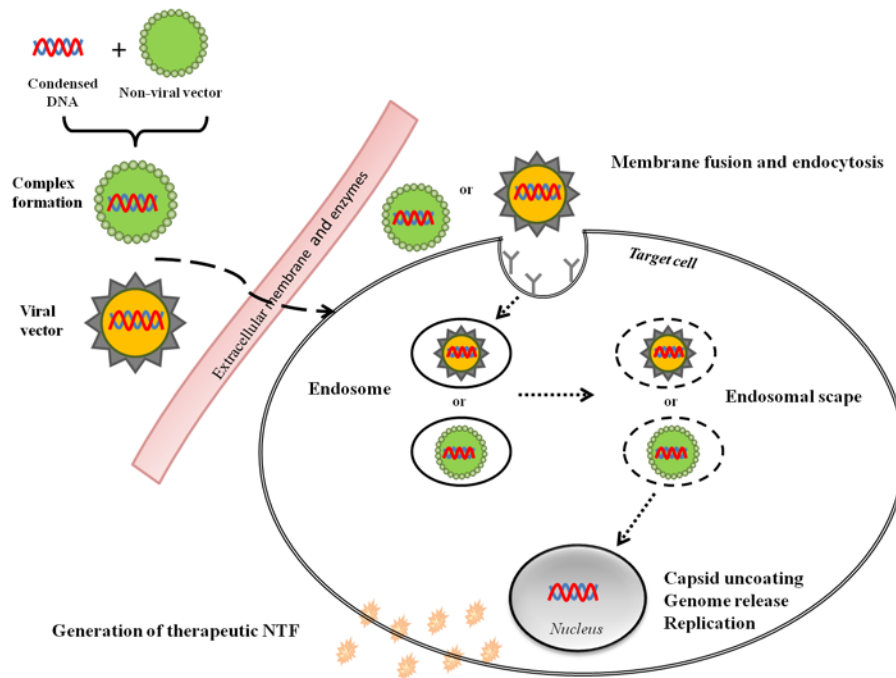 +
Condensed
DNA
Non-viral vector
Complex
formation
Viral
vector
Extracellular membrane and enzymes
or
Membrane fusion and endocytosis
Target cell
Endosome
or
or
Endosomal scape
Nucleus
Capsid uncoating
Genome release
Replication
Generation of therapeutic NTF